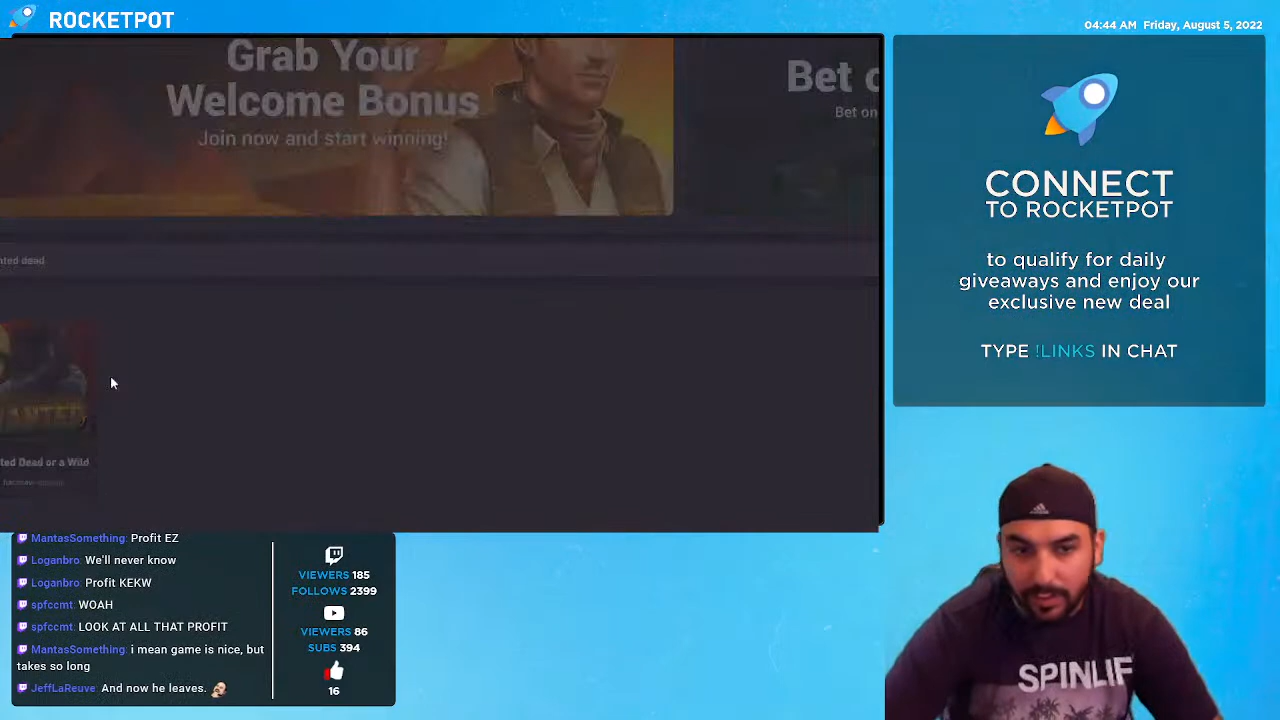 ROCKETPOT
04:44 AM Friday, August 5, 2022
Grab Your
Welcome Bonus
Join now and start winning!
Bet o
Bet on
nted dead
WANTED
ted Dead or a Wild
CONNECT
TO ROCKETPOT
to qualify for daily
giveaways and enjoy our
exclusive new deal
TYPE !LINKS IN CHAT
MantasSomething: Profit EZ
Loganbro: We'll never know
Loganbro: Profit KEKW
spfccmt: WOAH
spfccmt: LOOK AT ALL THAT PROFIT
MantasSomething: i mean game is nice, but
takes so long
JeffLaReuve: And now he leaves.
VIEWERS 185
FOLLOWS 2399
VIEWERS 86
SUBS 394
16
SPINLIF